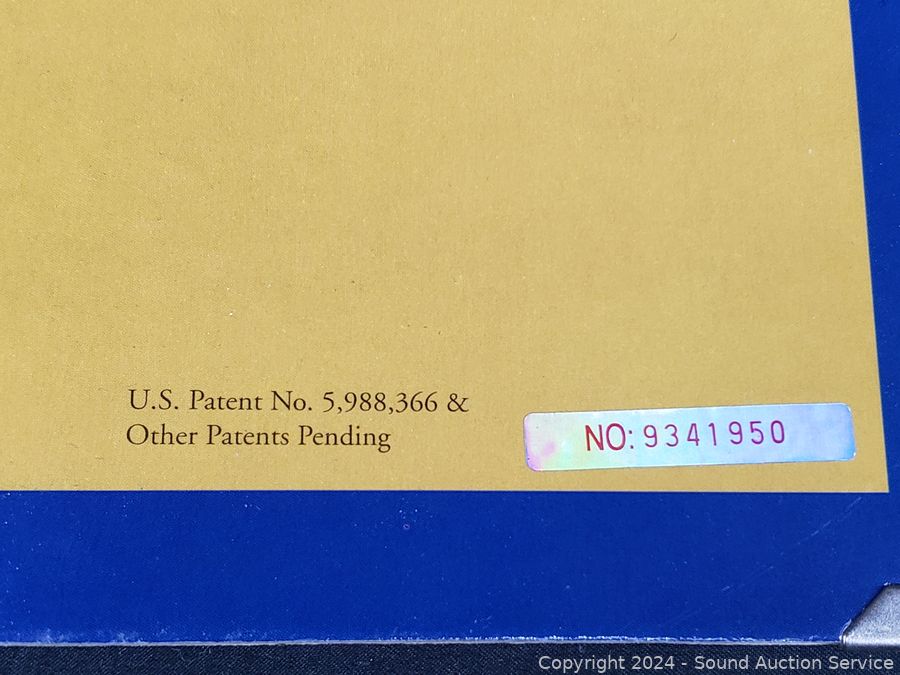 U.S. Patent No. 5,988,366 &
Other Patents Pending
NO: 9341950
Copyright 2024 - Sound Auction Service